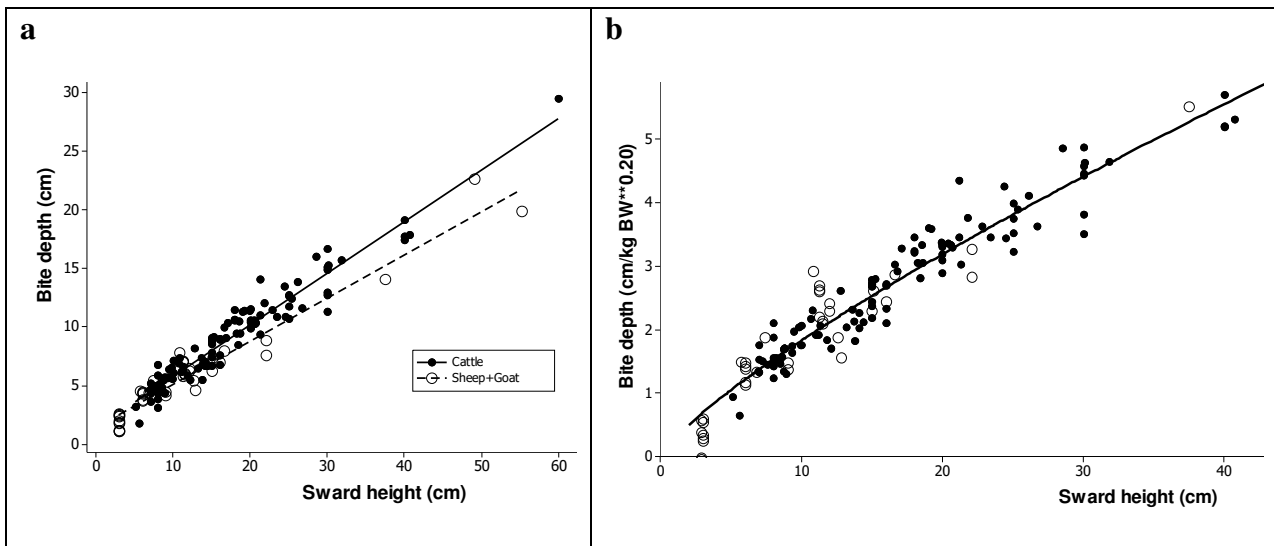 a
30
25
20
15
10
5
0
Bite depth (cm)
Cattle
Sheep+Goat
0 10 20 30 40 50 60
Sward height (cm)
b
5
4
3
2
1
0
Bite depth (cm/kg BW**0.20)
0 10 20 30 40
Sward height (cm)